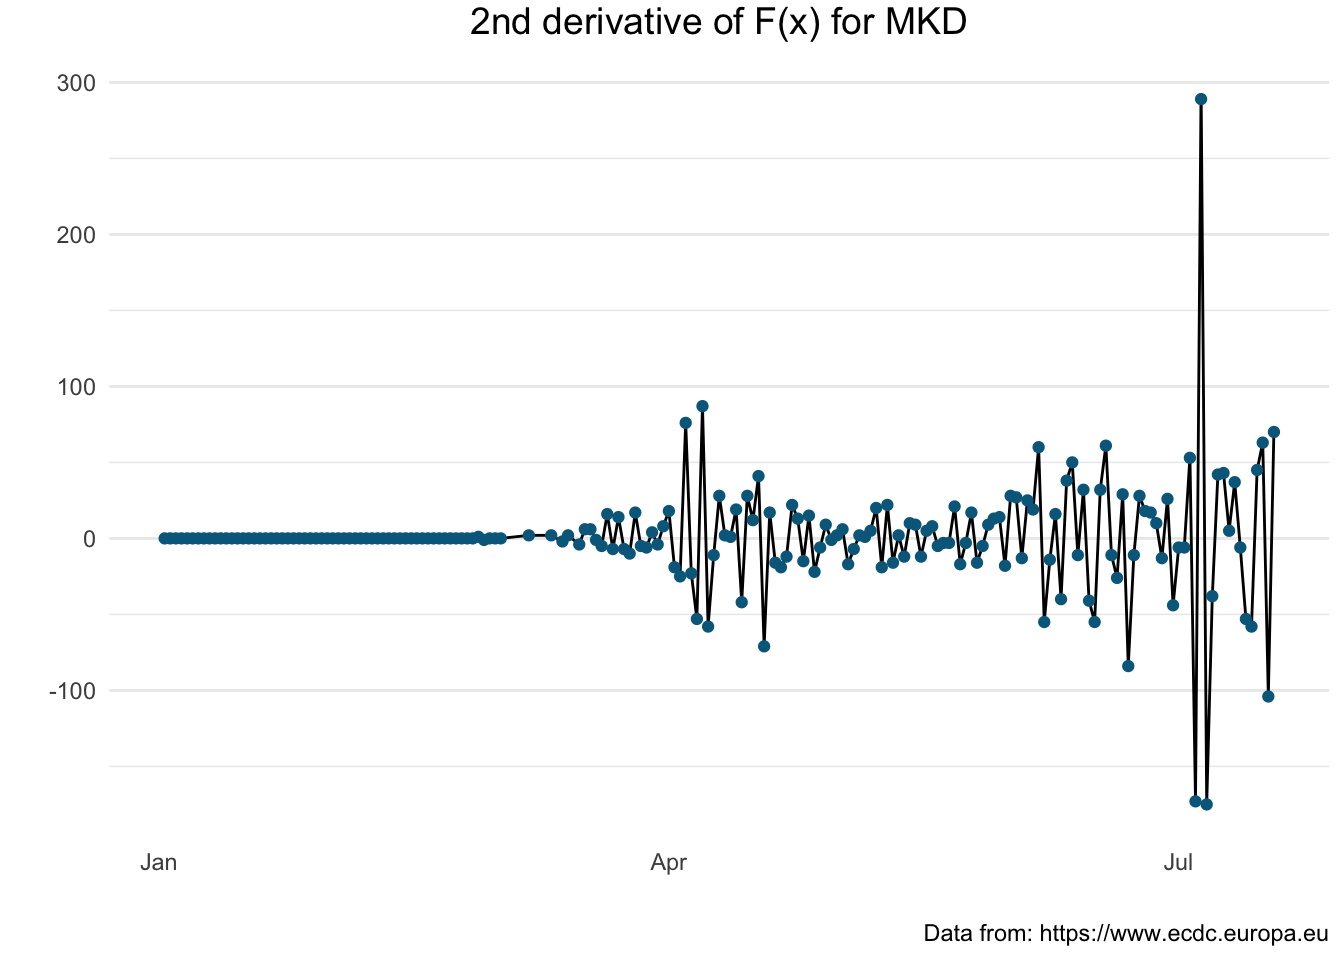 2nd derivative of F(x) for MKD
300
200
100
0
-100
Jan Apr Jul
Data from: https://www.ecdc.europa.eu